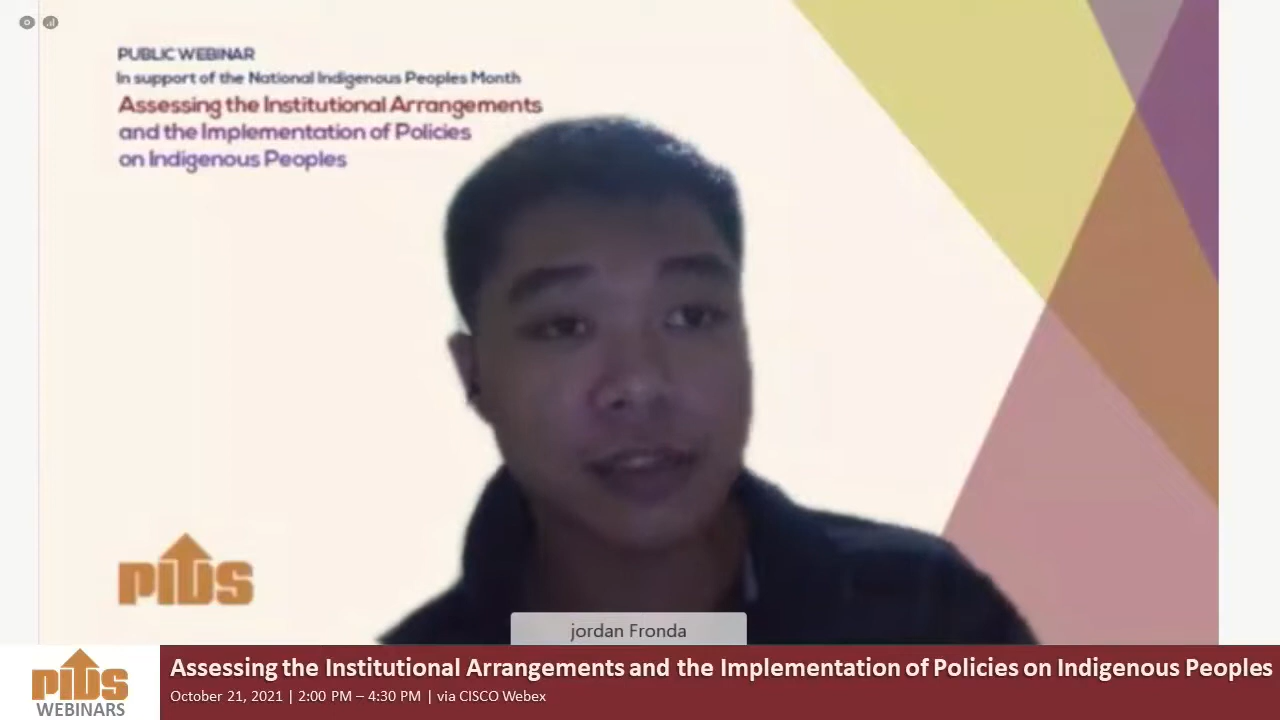 PUBLIC WEBINAR
In support of the National Indigenous Peoples Month
Assessing the Institutional Arrangements
and the Implementation of Policies
on Indigenous Peoples
PIDS
jordan Fronda
PIDS
WEBINARS
Assessing the Institutional Arrangements and the Implementation of Policies on Indigenous Peoples
October 21, 2021 | 2:00 PM – 4:30 PM | via CISCO Webex